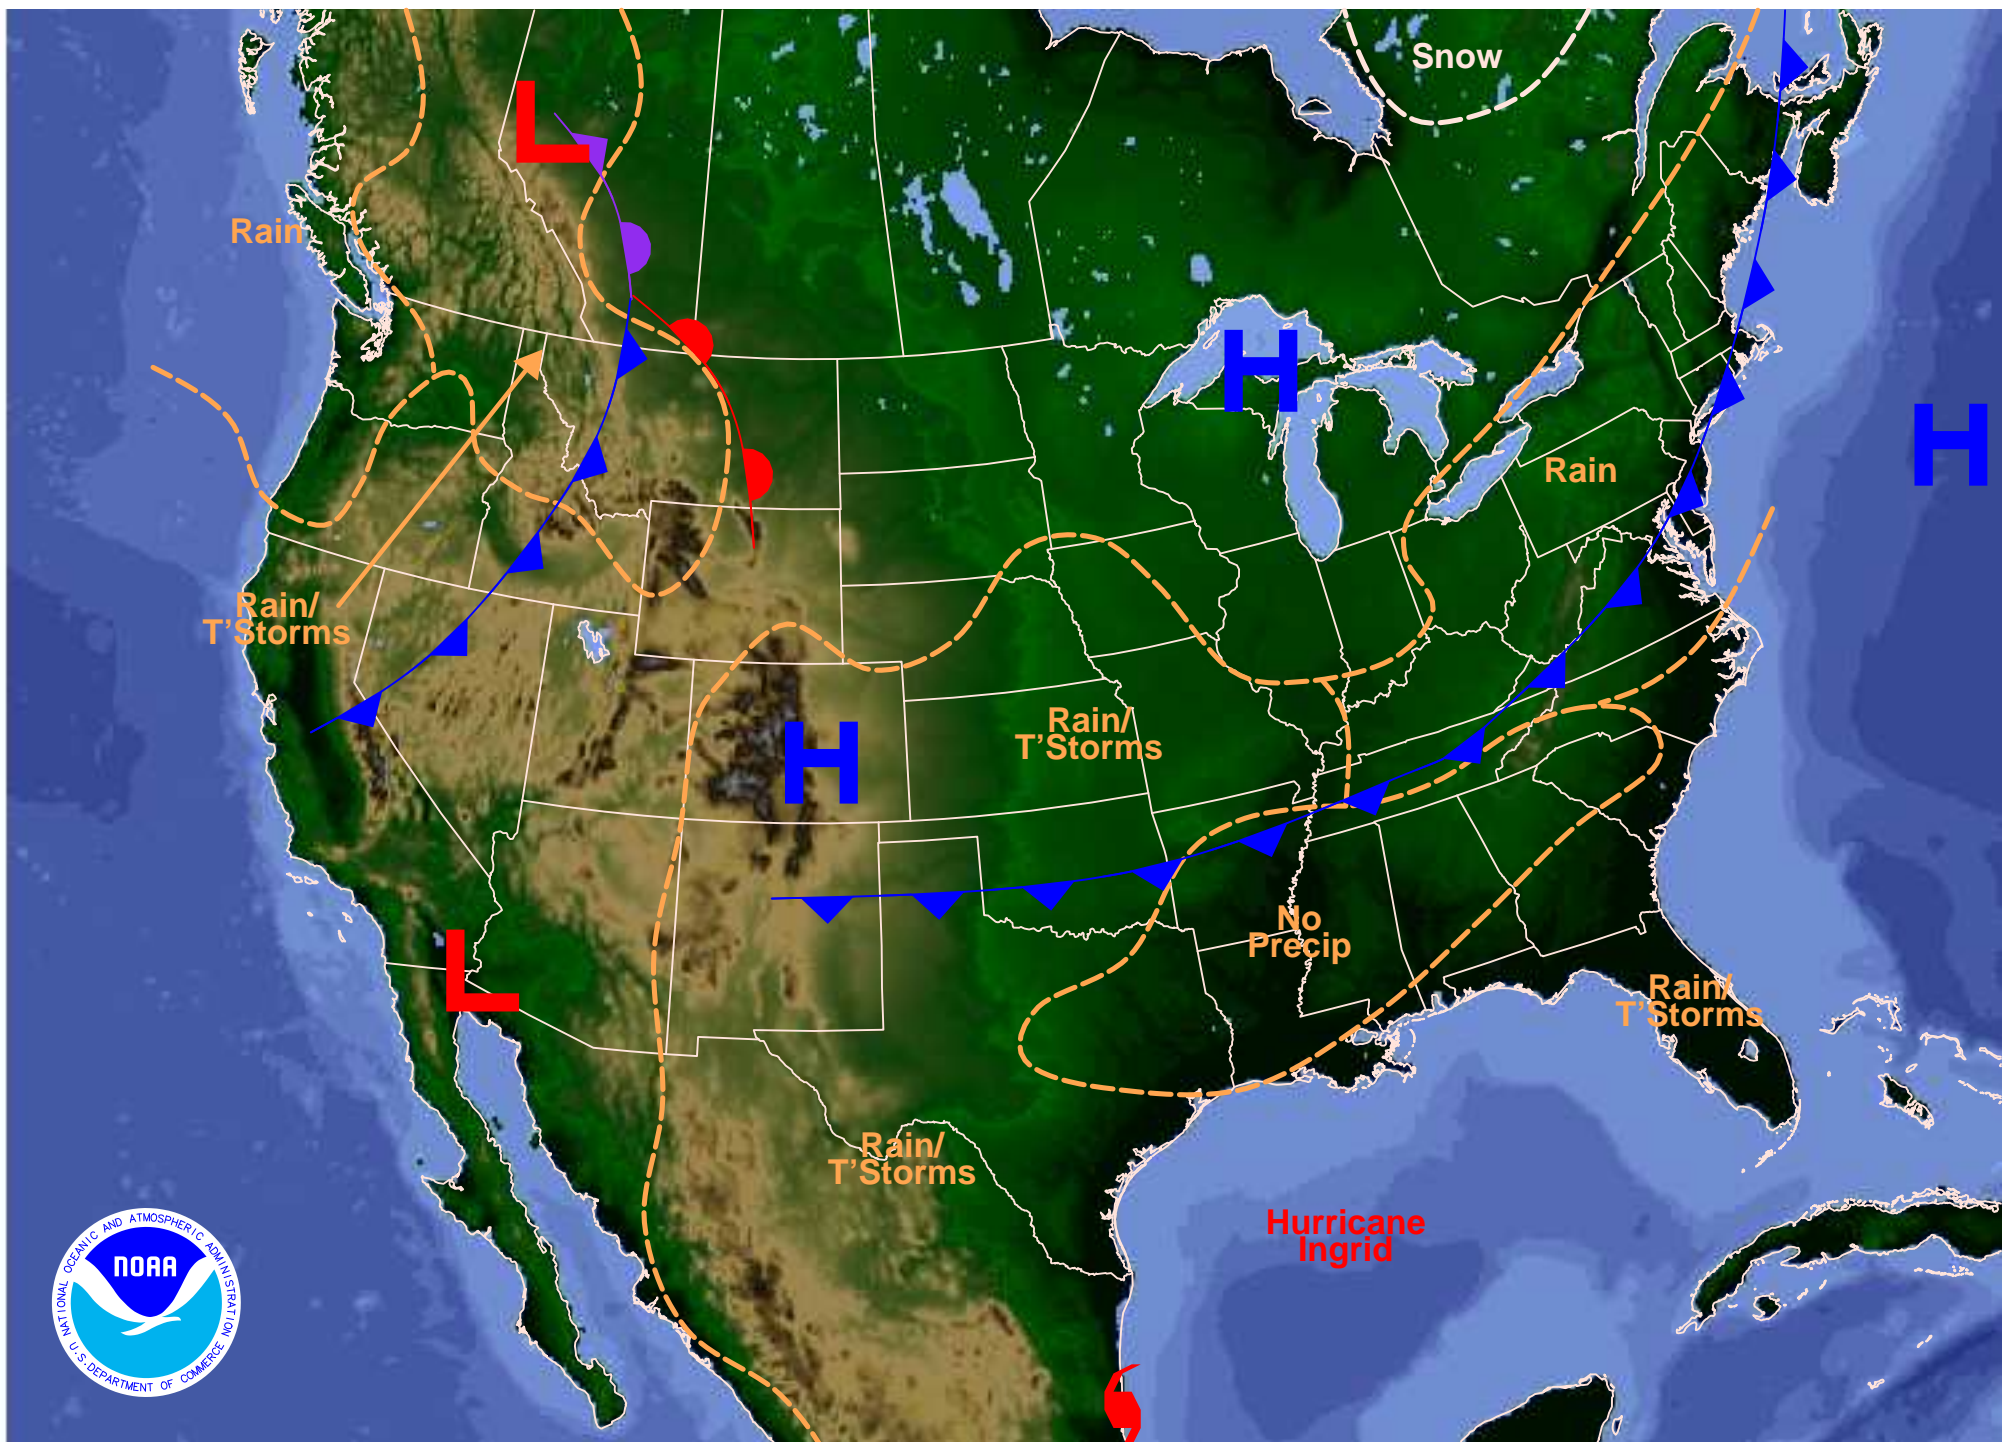 Snow
L
Rain
H
H
Rain
Rain/
T'Storms
Rain/
T'Storms
H
No
Precip
L
Rain/
T'Storms
Rain/
T'Storms
Hurricane
Ingrid
NATIONAL OCEANIC AND ATMOSPHERIC ADMINISTRATION
NOAA
U.S. DEPARTMENT OF COMMERCE